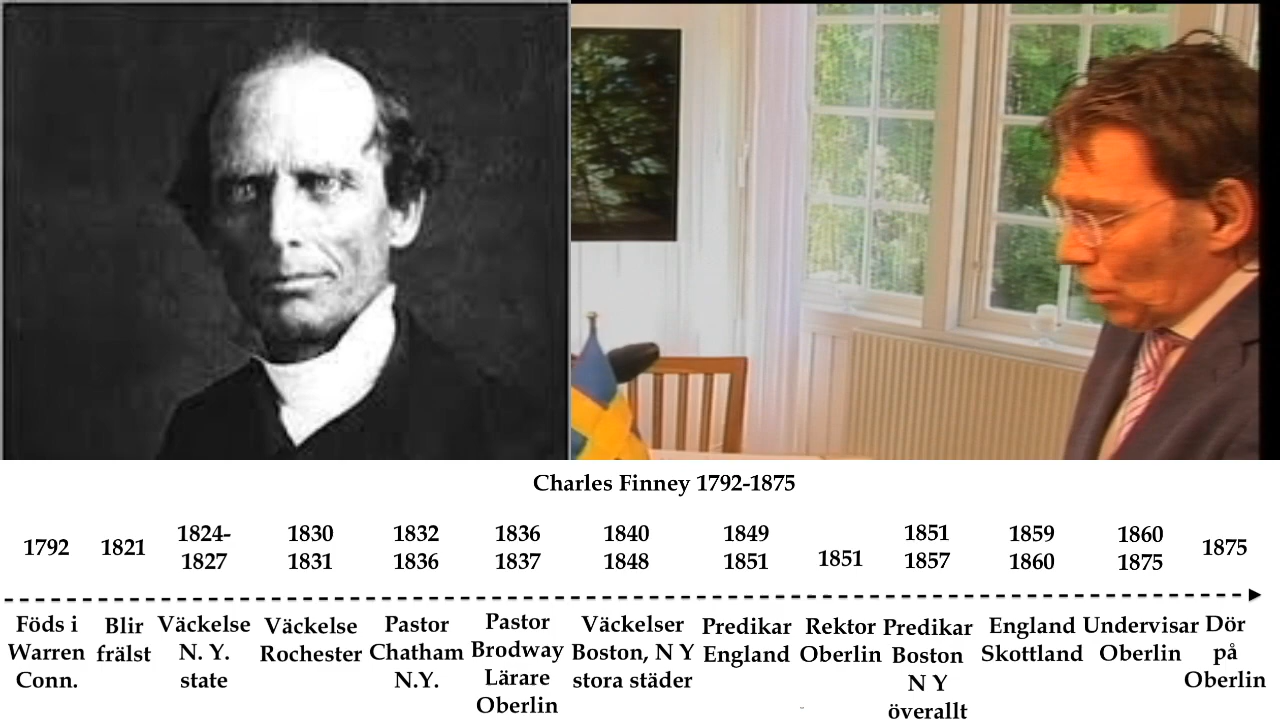 Charles Finney 1792-1875
1792
1821
1824-
1827
1830
1831
1832
1836
1836
1837
1840
1848
1849
1851
1851
1851
1857
1859
1860
1860
1875
1875
Föds i
Warren
Conn.
Blir
frälst
Väckelse
N. Y.
state
Väckelse
Rochester
Pastor
Chatham
N.Y.
Pastor
Brodway
Lärare
Oberlin
Väckelser
Boston, N Y
stora städer
Predikar
England
Rektor
Oberlin
Predikar
Boston
N Y
överallt
England
Skottland
Undervisar
Oberlin
Dör
på
Oberlin